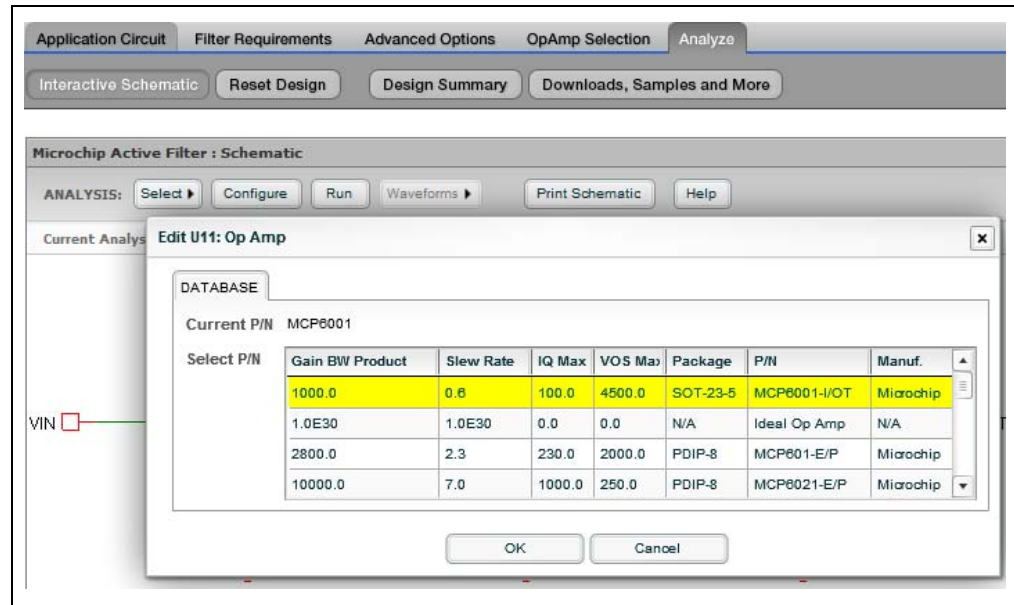 Application Circuit Filter Requirements Advanced Options OpAmp Selection Analyze
Interactive Schematic Reset Design Design Summary Downloads, Samples and More
Microchip Active Filter : Schematic
ANALYSIS: Select Configure Run Waveforms Print Schematic Help
Current Analys
Edit U11: Op Amp
DATABASE
Current P/N MCP6001
Select P/N
Gain BW Product Slew Rate IQ Max VOS Max Package P/N Manuf.
1000.0 0.6 100.0 4500.0 SOT-23-5 MCP6001-I/OT Microchip
1.0E30 1.0E30 0.0 0.0 N/A Ideal Op Amp N/A
2800.0 2.3 230.0 2000.0 PDIP-8 MCP601-E/P Microchip
10000.0 7.0 1000.0 250.0 PDIP-8 MCP6021-E/P Microchip
VIN
OK Cancel